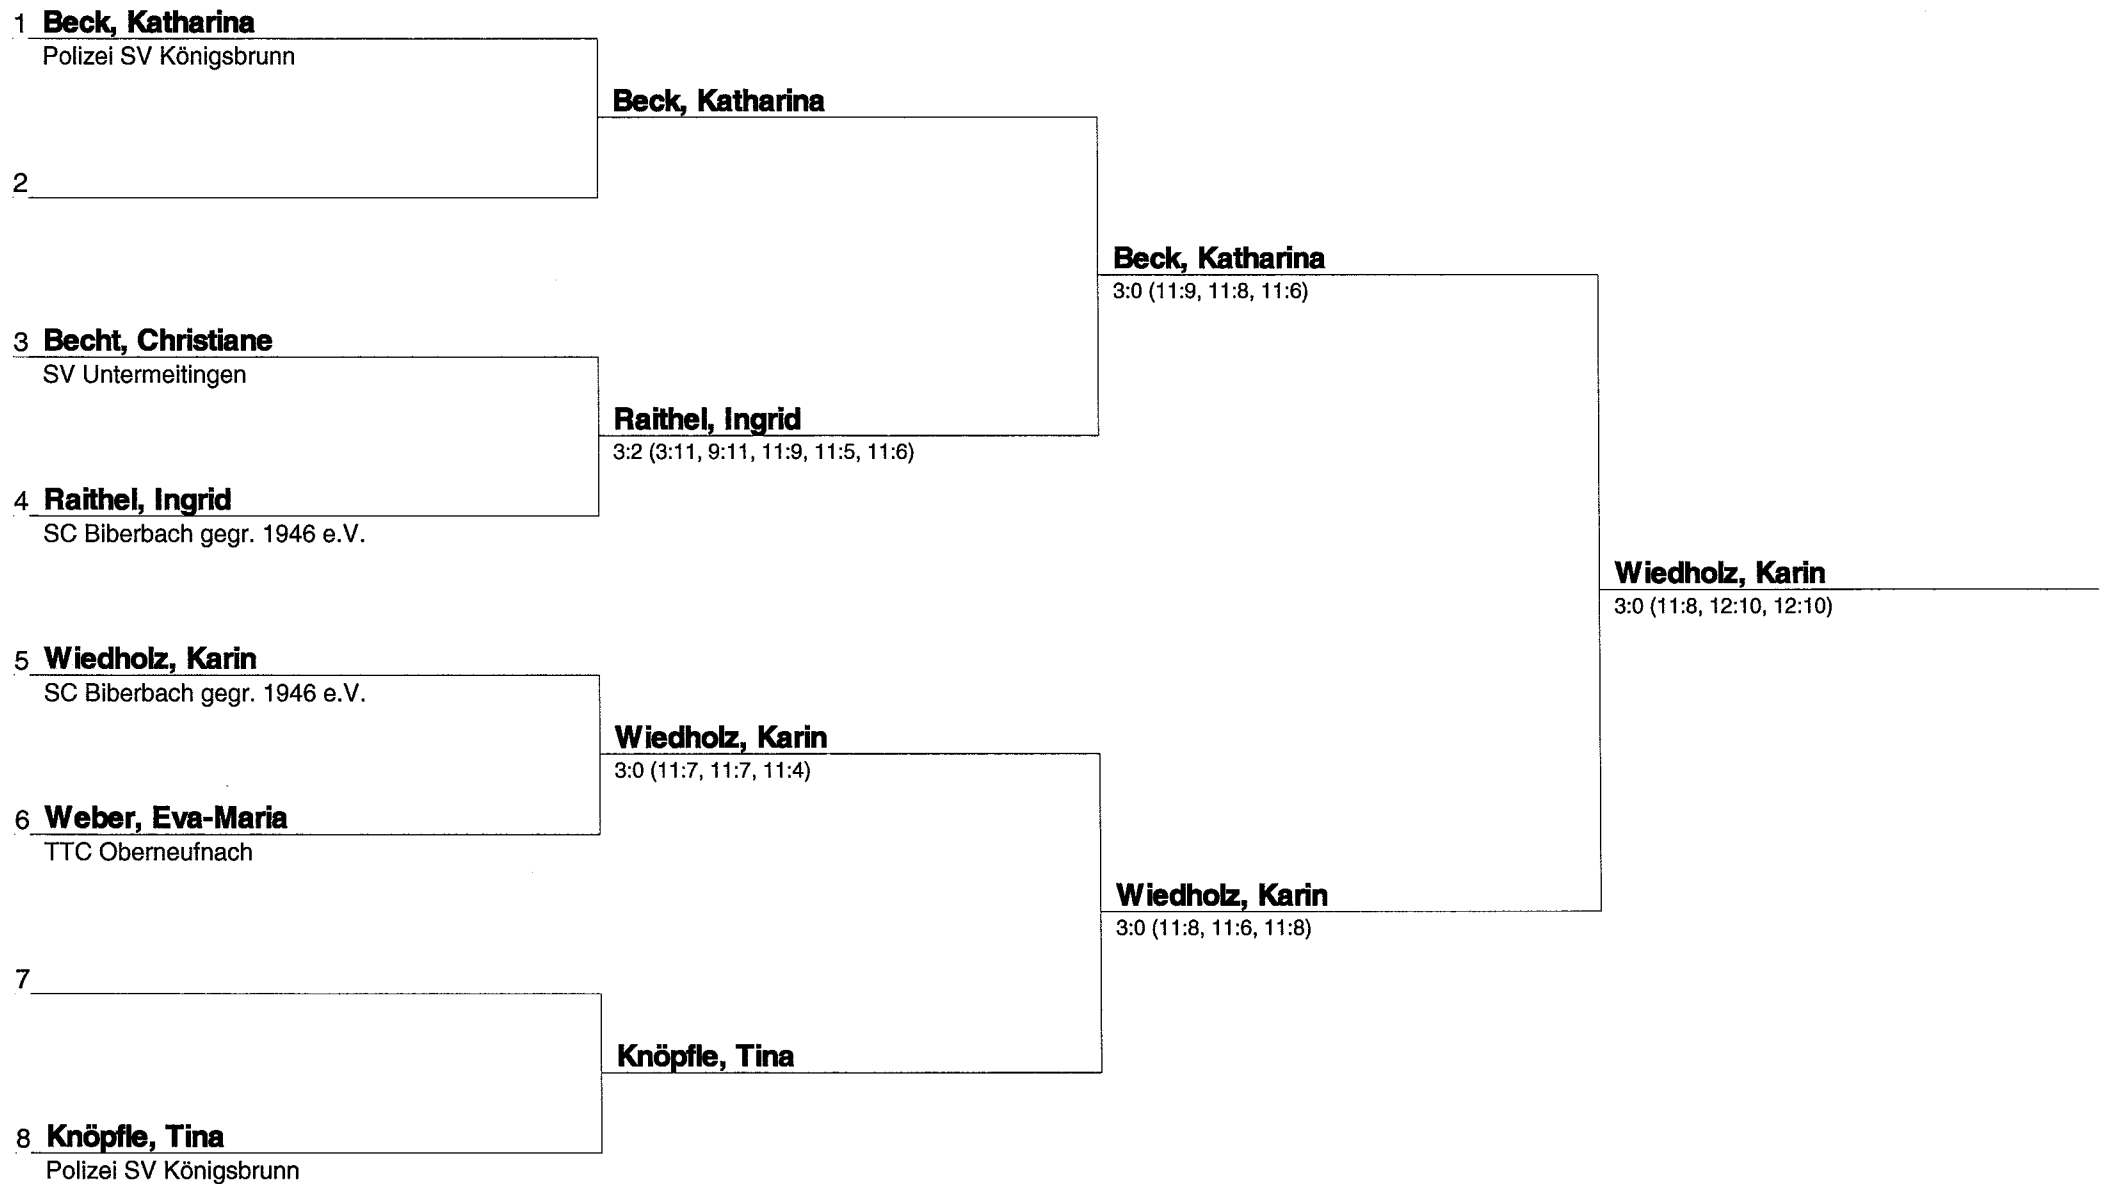 1 Beck, Katharina
Polizei SV Königsbrunn
Beck, Katharina
2
Beck, Katharina
3:0 (11:9, 11:8, 11:6)
3 Becht, Christiane
SV Untermeitingen
Raithel, Ingrid
3:2 (3:11, 9:11, 11:9, 11:5, 11:6)
4 Raithel, Ingrid
SC Biberbach gegr. 1946 e.V.
Wiedholz, Karin
3:0 (11:8, 12:10, 12:10)
5 Wiedholz, Karin
SC Biberbach gegr. 1946 e.V.
Wiedholz, Karin
3:0 (11:7, 11:7, 11:4)
6 Weber, Eva-Maria
TTC Oberneufnach
Wiedholz, Karin
3:0 (11:8, 11:6, 11:8)
7
Knöpfle, Tina
8 Knöpfle, Tina
Polizei SV Königsbrunn